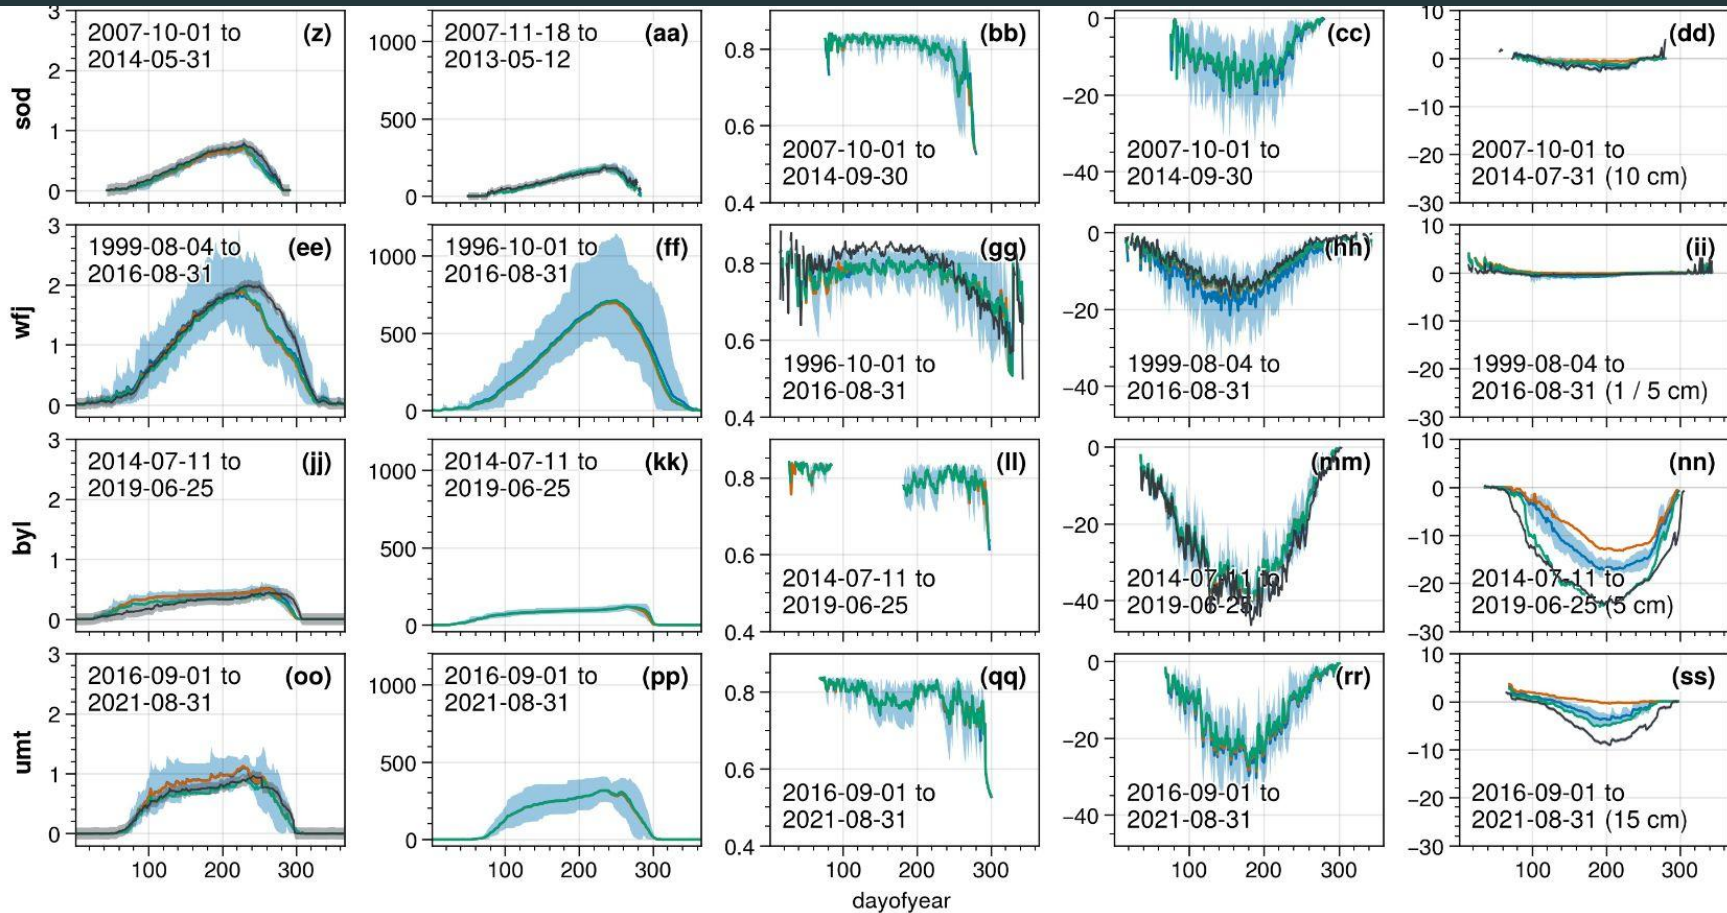 3
2
1
0
sod
2007-10-01 to
2014-05-31
(z)
1000
500
0
2007-11-18 to
2013-05-12
(aa)
0.8
0.6
0.4
(bb)
2007-10-01 to
2014-09-30
0
−20
−40
(cc)
2007-10-01 to
2014-09-30
10
0
−10
−20
−30
(dd)
2007-10-01 to
2014-07-31 (10 cm)
3
2
1
0
wfj
1999-08-04 to
2016-08-31
(ee)
1000
500
0
1996-10-01 to
2016-08-31
(ff)
0.8
0.6
0.4
(gg)
1996-10-01 to
2016-08-31
0
−20
−40
(hh)
1999-08-04 to
2016-08-31
10
0
−10
−20
−30
(ii)
1999-08-04 to
2016-08-31 (1 / 5 cm)
3
2
1
0
byl
2014-07-11 to
2019-06-25
(jj)
1000
500
0
2014-07-11 to
2019-06-25
(kk)
0.8
0.6
0.4
(ll)
2014-07-11 to
2019-06-25
0
−20
−40
(mm)
2014-07-11 to
2019-06-25
10
0
−10
−20
−30
(nn)
2014-07-11 to
2019-06-25 (5 cm)
3
2
1
0
umt
2016-09-01 to
2021-08-31
(oo)
100 200 300
1000
500
0
2016-09-01 to
2021-08-31
(pp)
100 200 300
0.8
0.6
0.4
(qq)
2016-09-01 to
2021-08-31
100 200 300
dayofyear
0
−20
−40
(rr)
2016-09-01 to
2021-08-31
100 200 300
10
0
−10
−20
−30
(ss)
2016-09-01 to
2021-08-31 (15 cm)
100 200 300